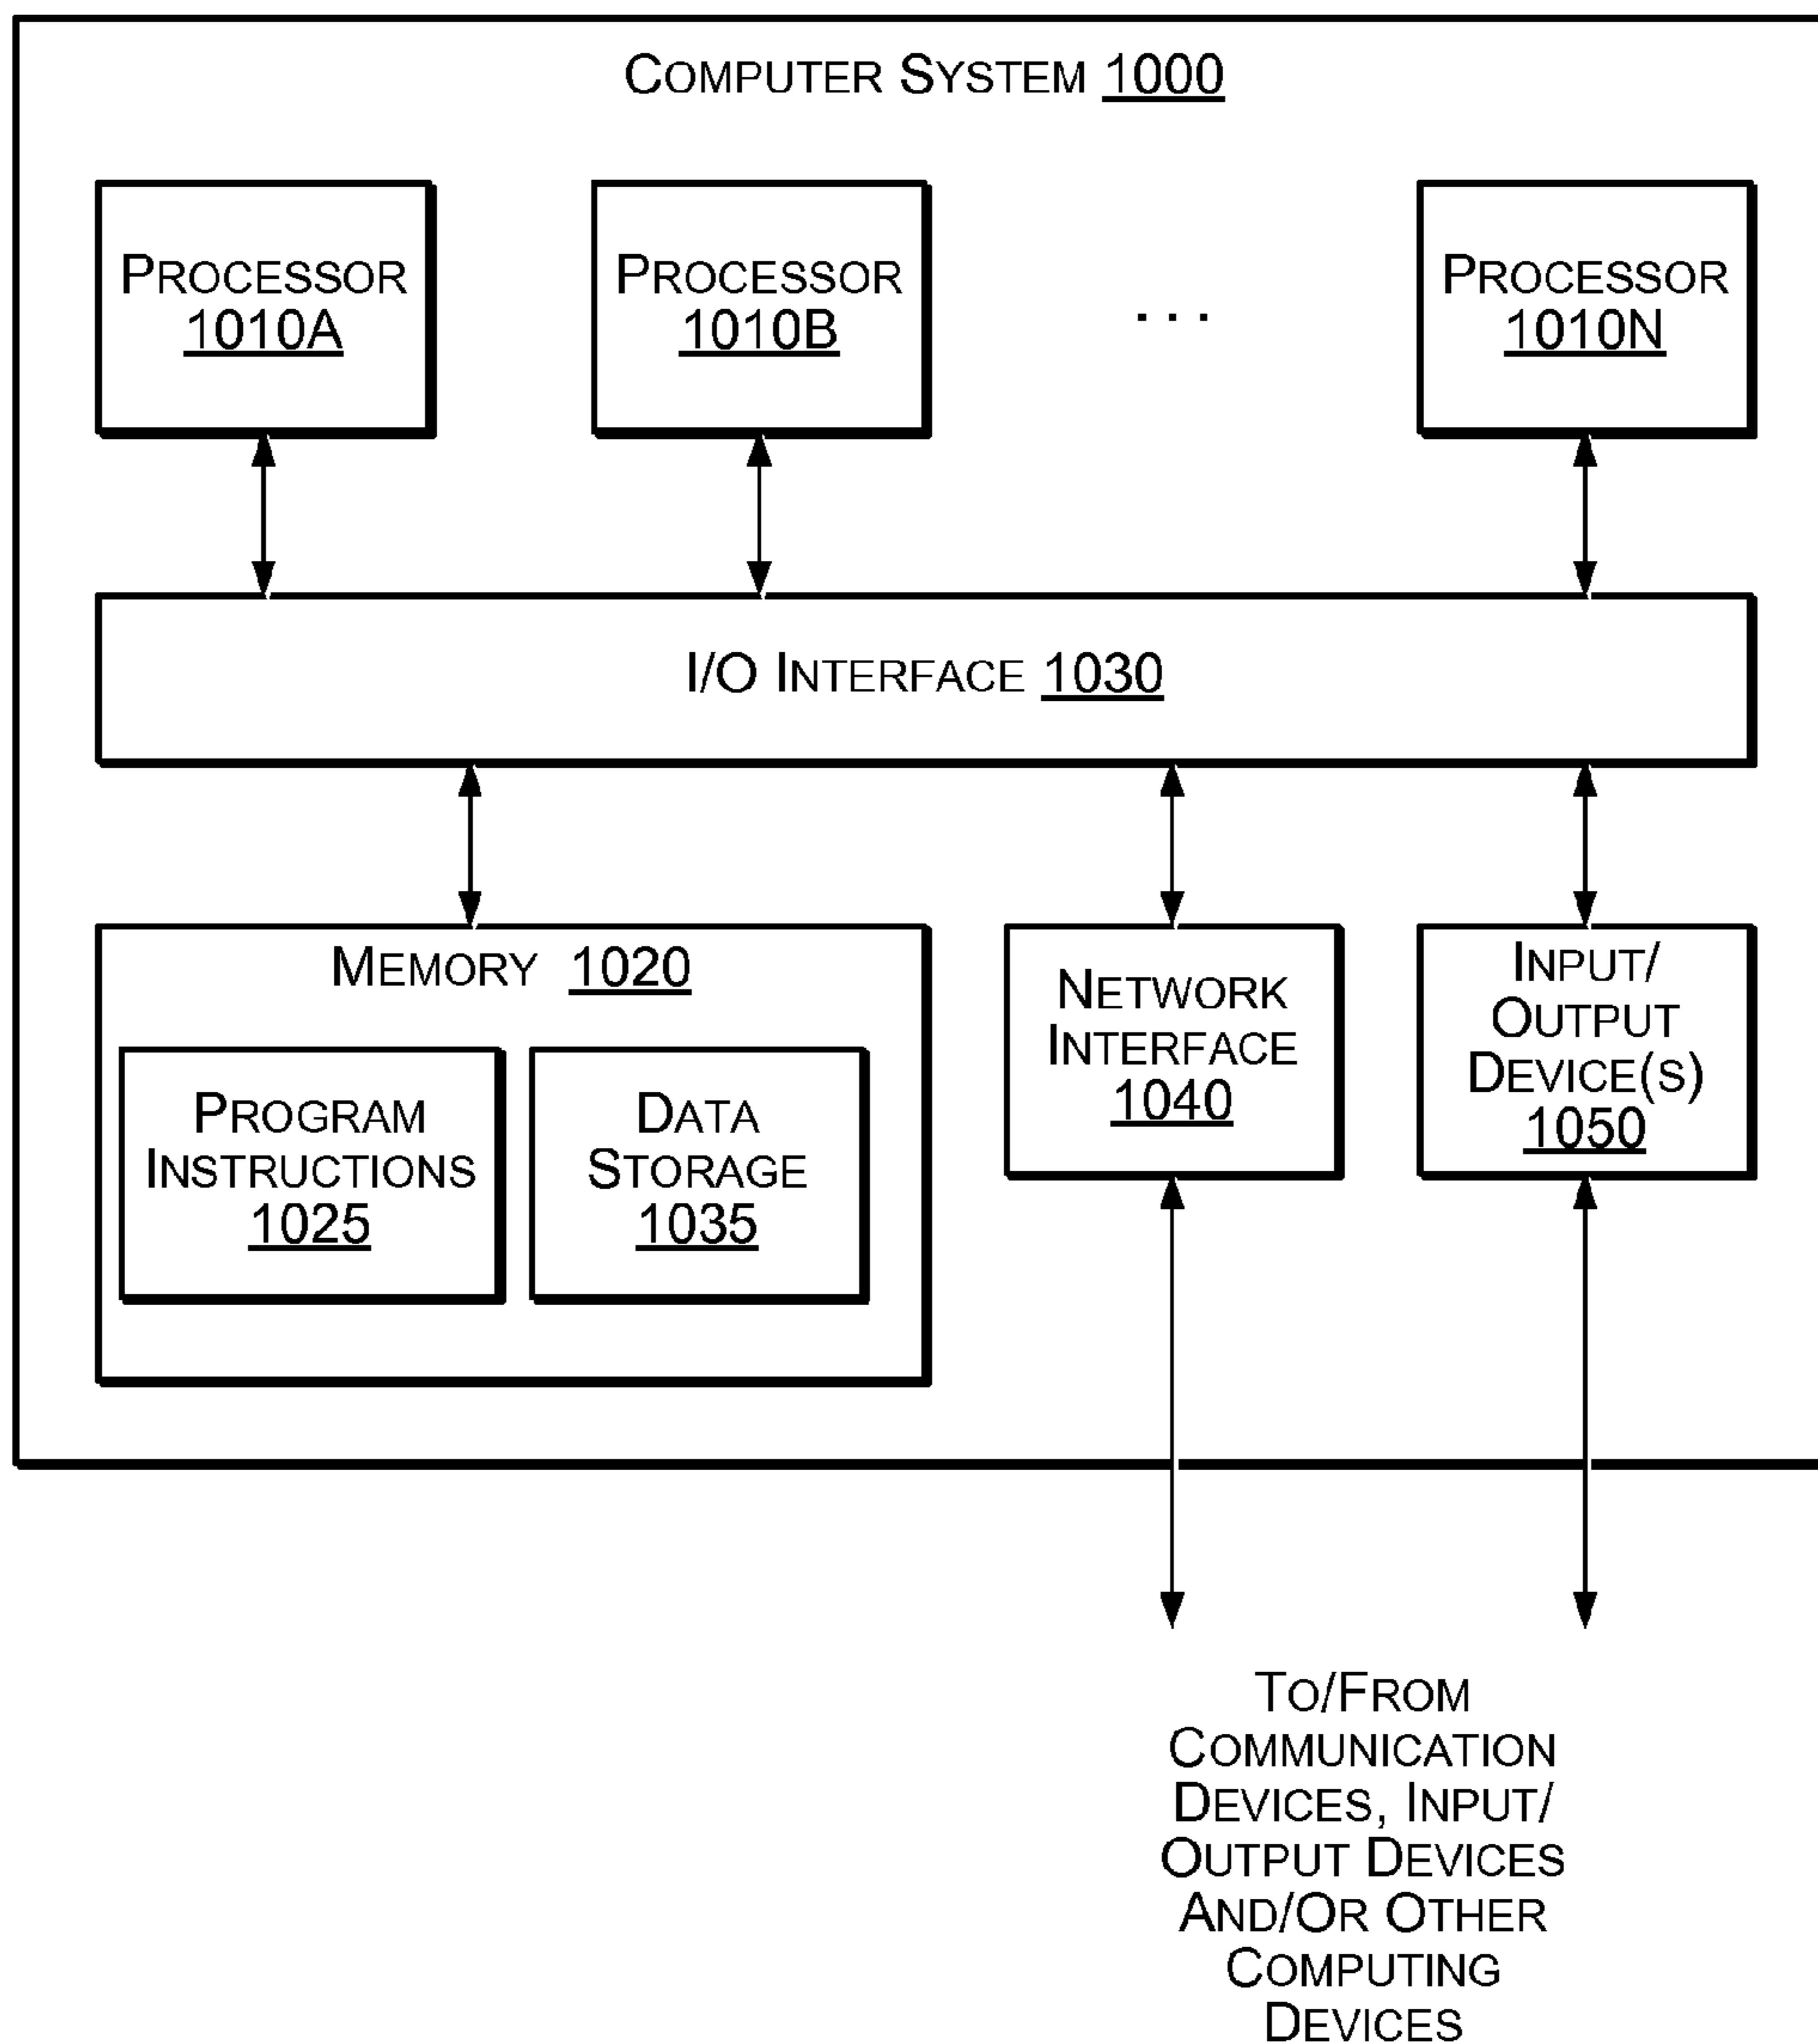 COMPUTER SYSTEM 1000
PROCESSOR
1010A
PROCESSOR
1010B
...
PROCESSOR
1010N
I/O INTERFACE 1030
MEMORY 1020
PROGRAM
INSTRUCTIONS
1025
DATA
STORAGE
1035
NETWORK
INTERFACE
1040
INPUT/
OUTPUT
DEVICE(S)
1050
TO/FROM
COMMUNICATION
DEVICES, INPUT/
OUTPUT DEVICES
AND/OR OTHER
COMPUTING
DEVICES